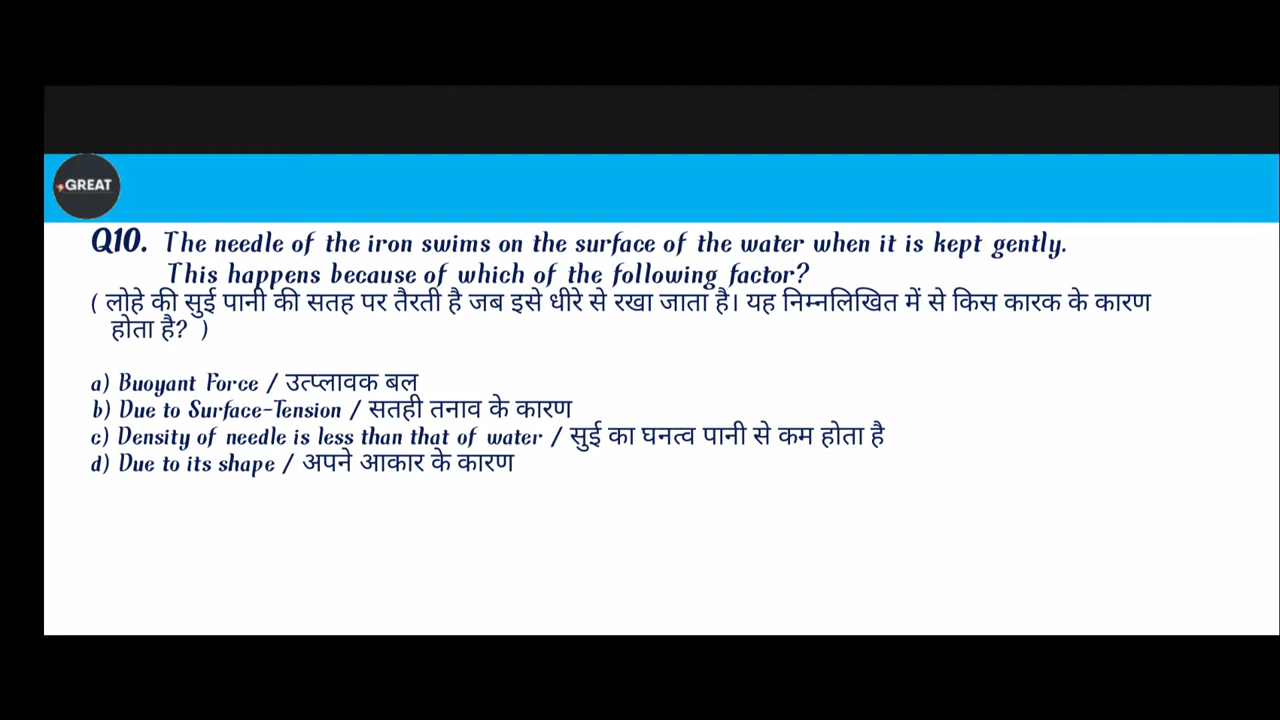 GREAT
Q10. The needle of the iron swims on the surface of the water when it is kept gently.
This happens because of which of the following factor?
( लोहे की सुई पानी की सतह पर तैरती है जब इसे धीरे से रखा जाता है। यह निम्नलिखित में से किस कारक के कारण
होता है? )
a) Buoyant Force / उत्प्लावक बल
b) Due to Surface-Tension / सतही तनाव के कारण
c) Density of needle is less than that of water / सुई का घनत्व पानी से कम होता है
d) Due to its shape / अपने आकार के कारण